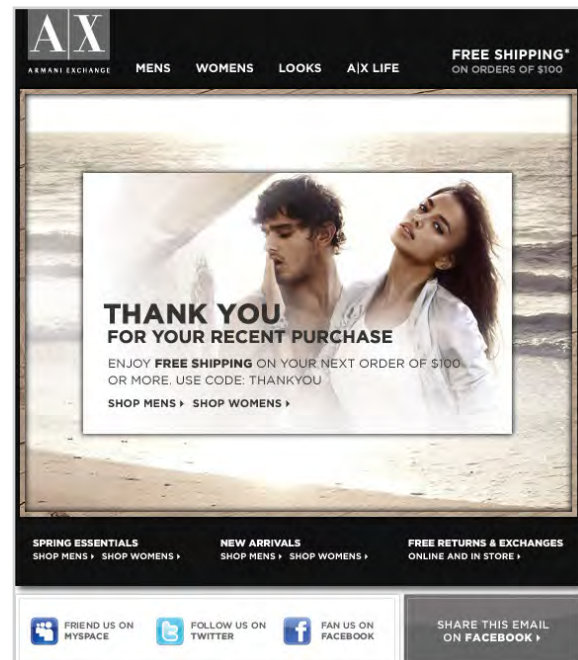 A|X
ARMANI EXCHANGE
MENS WOMENS LOOKS A|X LIFE
FREE SHIPPING*
ON ORDERS OF $100
THANK YOU
FOR YOUR RECENT PURCHASE
ENJOY FREE SHIPPING ON YOUR NEXT ORDER OF $100
OR MORE. USE CODE: THANKYOU
SHOP MENS SHOP WOMENS
SPRING ESSENTIALS
SHOP MENS SHOP WOMENS
NEW ARRIVALS
SHOP MENS SHOP WOMENS
FREE RETURNS & EXCHANGES
ONLINE AND IN STORE
FRIEND US ON
MYSPACE
FOLLOW US ON
TWITTER
FAN US ON
FACEBOOK
SHARE THIS EMAIL
ON FACEBOOK